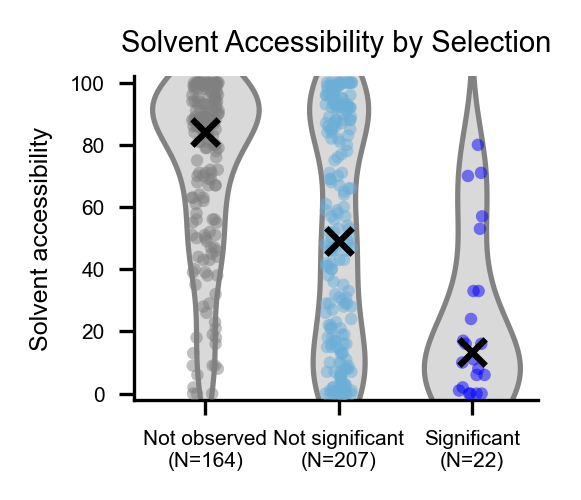 Solvent Accessibility by Selection
Solvent accessibility
100
80
60
40
20
0
Not observed
(N=164)
Not significant
(N=207)
Significant
(N=22)